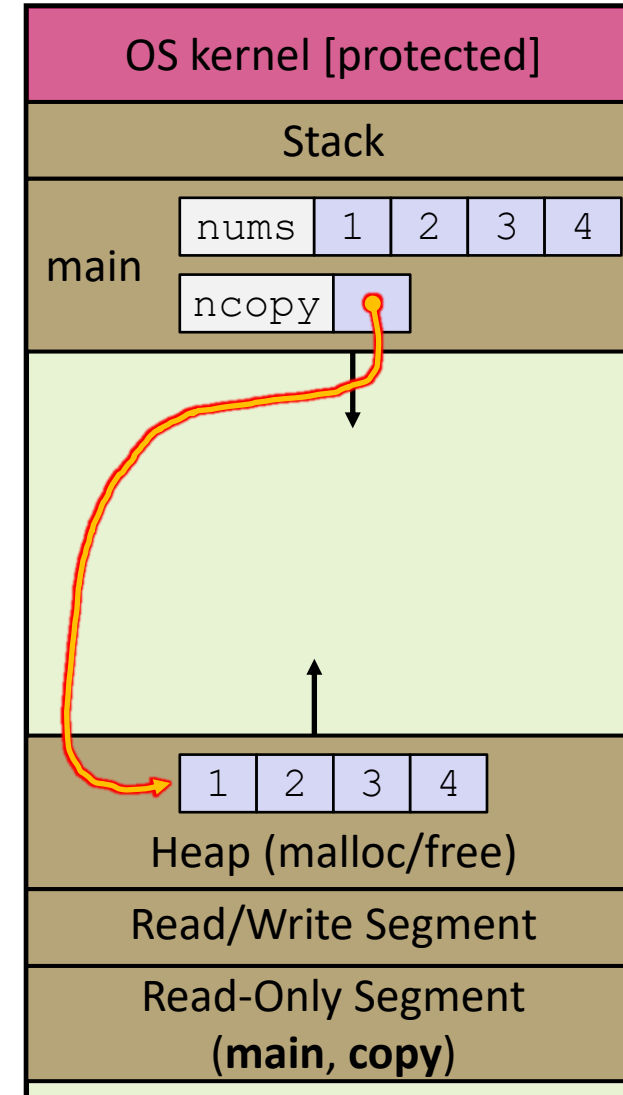 OS kernel [protected]
Stack
main
nums 1 2 3 4
ncopy
1 2 3 4
Heap (malloc/free)
Read/Write Segment
Read-Only Segment
(main, copy)